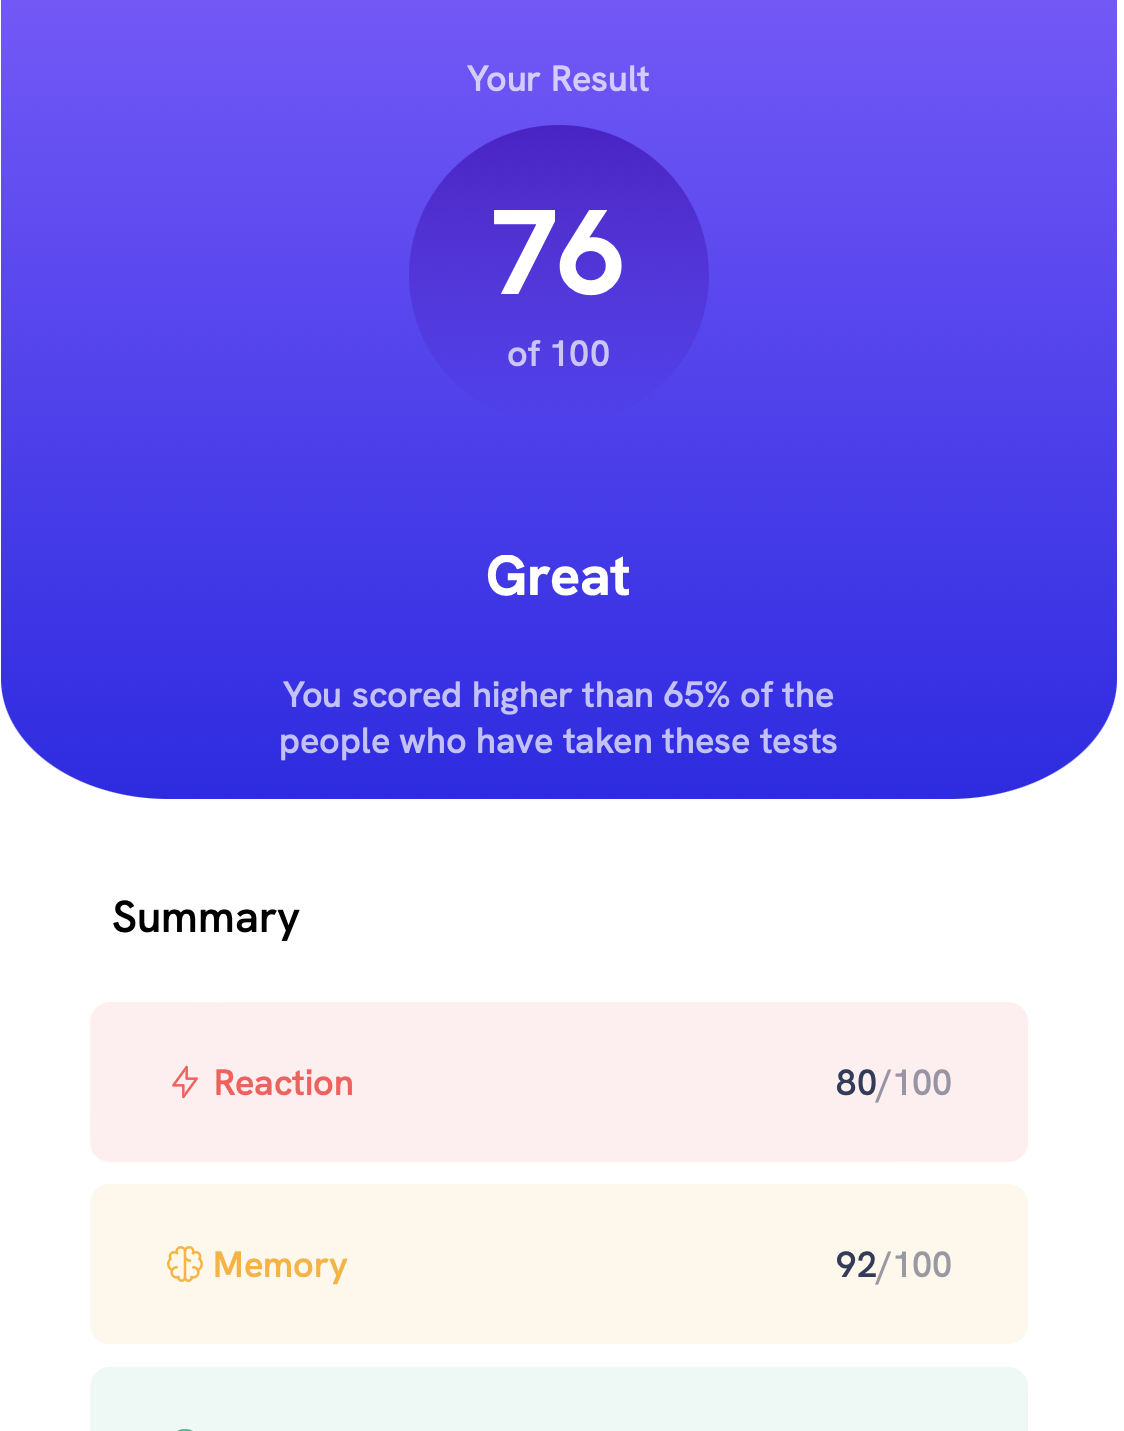 Your Result
76
of 100
Great
You scored higher than 65% of the
people who have taken these tests
Summary
Reaction 80/100
Memory 92/100